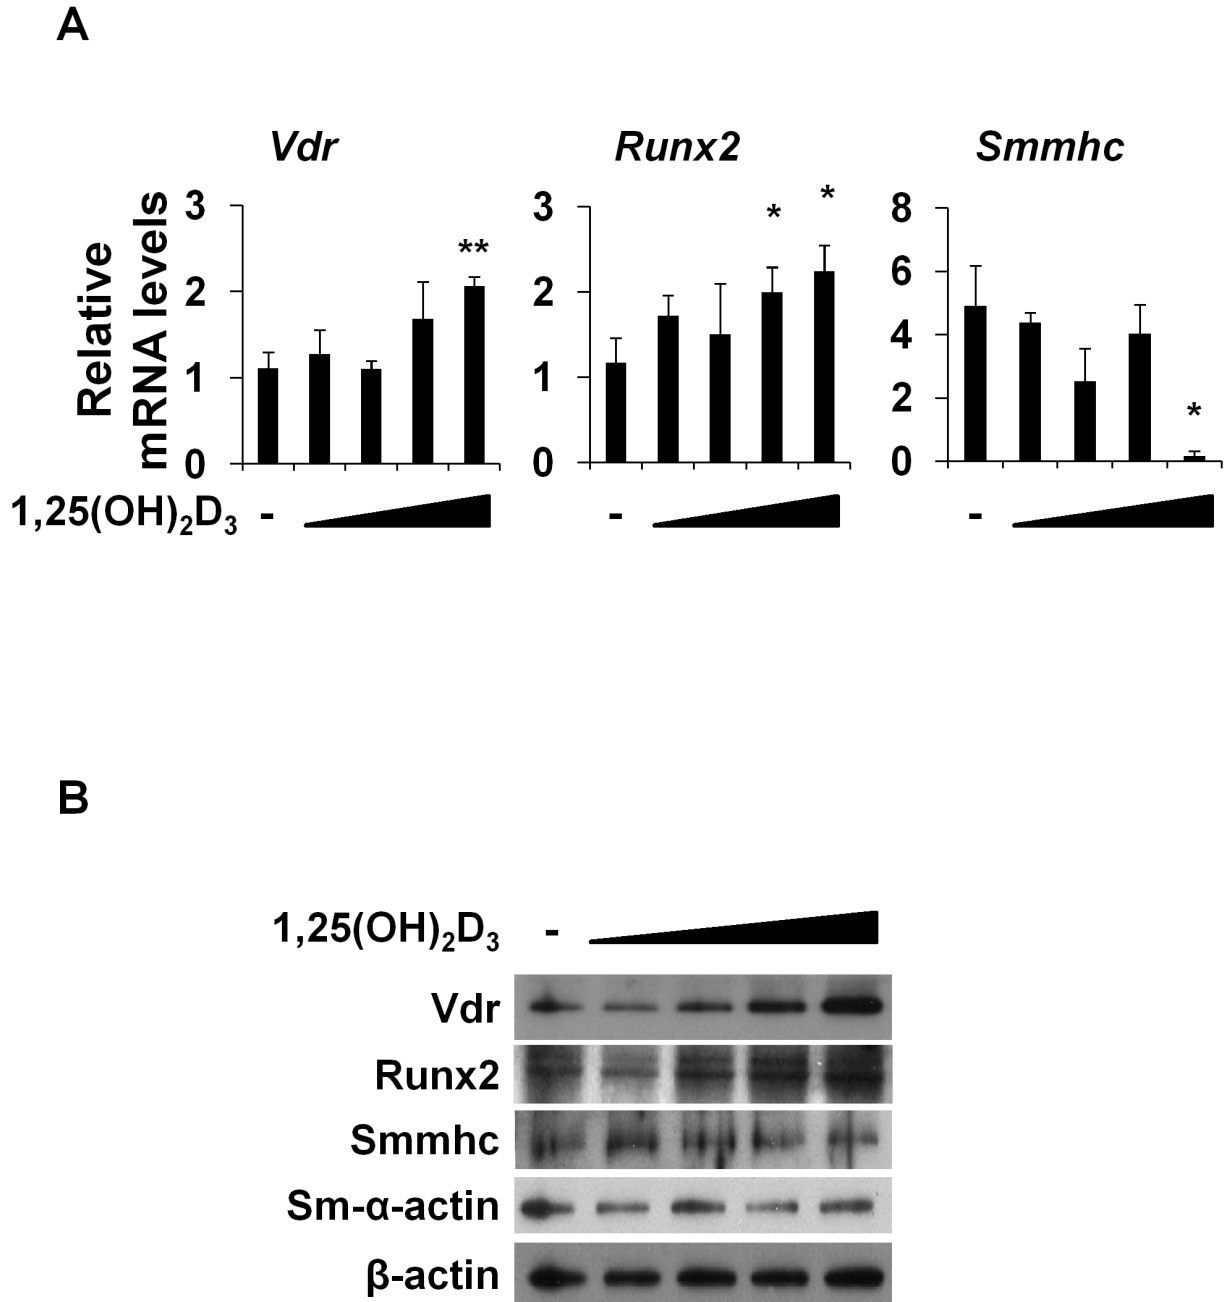 A
Vdr
Runx2
Smmhc
Relative
mRNA levels
3
2
1
0
**
3
2
1
0
*
*
8
6
4
2
0
*
1,25(OH)₂D₃ - - -
B
1,25(OH)₂D₃ -
Vdr
Runx2
Smmhc
Sm-α-actin
β-actin